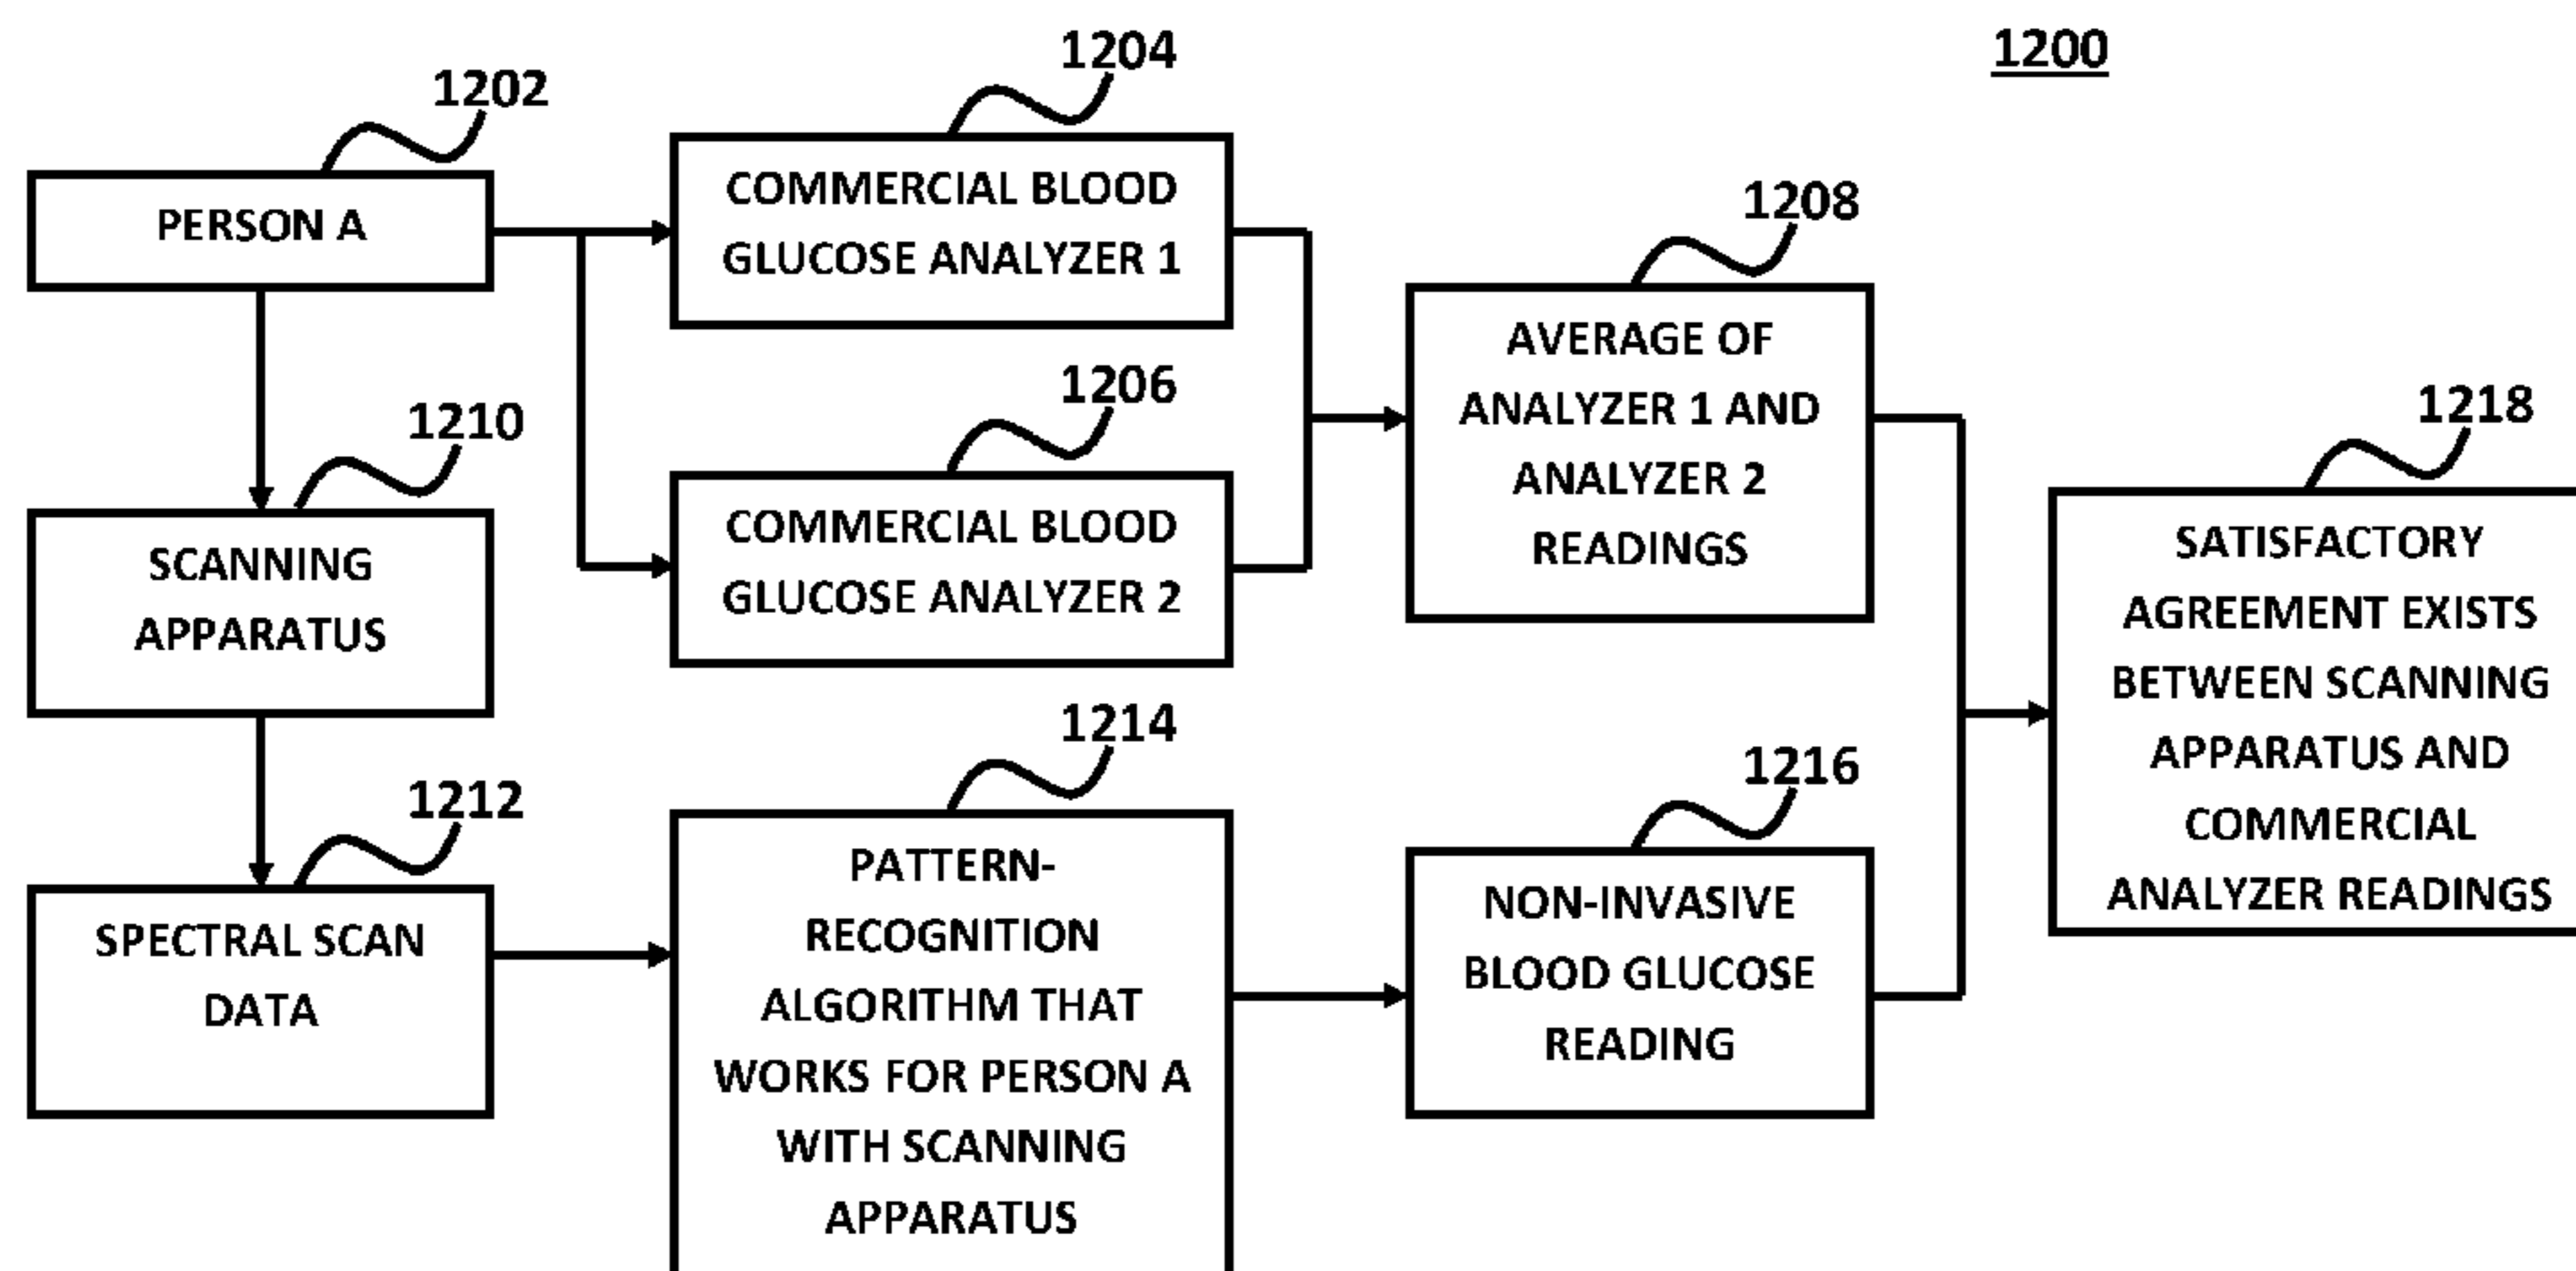 1200
1202
PERSON A
1204
COMMERCIAL BLOOD
GLUCOSE ANALYZER 1
1206
COMMERCIAL BLOOD
GLUCOSE ANALYZER 2
1208
AVERAGE OF
ANALYZER 1 AND
ANALYZER 2
READINGS
1210
SCANNING
APPARATUS
1212
SPECTRAL SCAN
DATA
1214
PATTERN-
RECOGNITION
ALGORITHM THAT
WORKS FOR PERSON A
WITH SCANNING
APPARATUS
1216
NON-INVASIVE
BLOOD GLUCOSE
READING
1218
SATISFACTORY
AGREEMENT EXISTS
BETWEEN SCANNING
APPARATUS AND
COMMERCIAL
ANALYZER READINGS